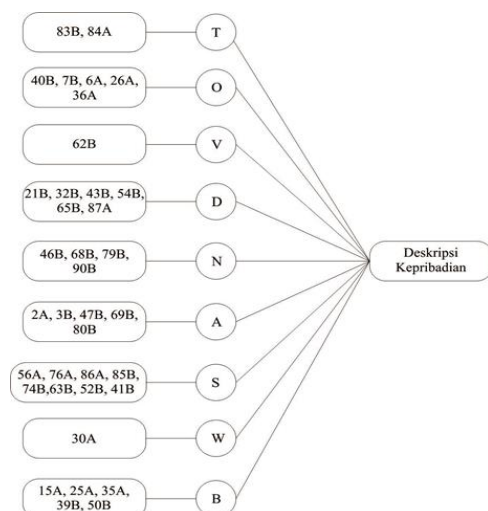 83B, 84A
T
40B, 7B, 6A, 26A,
36A
O
62B
V
21B, 32B, 43B, 54B,
65B, 87A
D
46B, 68B, 79B,
90B
N
Deskripsi
Kepribadian
2A, 3B, 47B, 69B,
80B
A
56A, 76A, 86A, 85B,
74B,63B, 52B, 41B
S
30A
W
15A, 25A, 35A,
39B, 50B
B